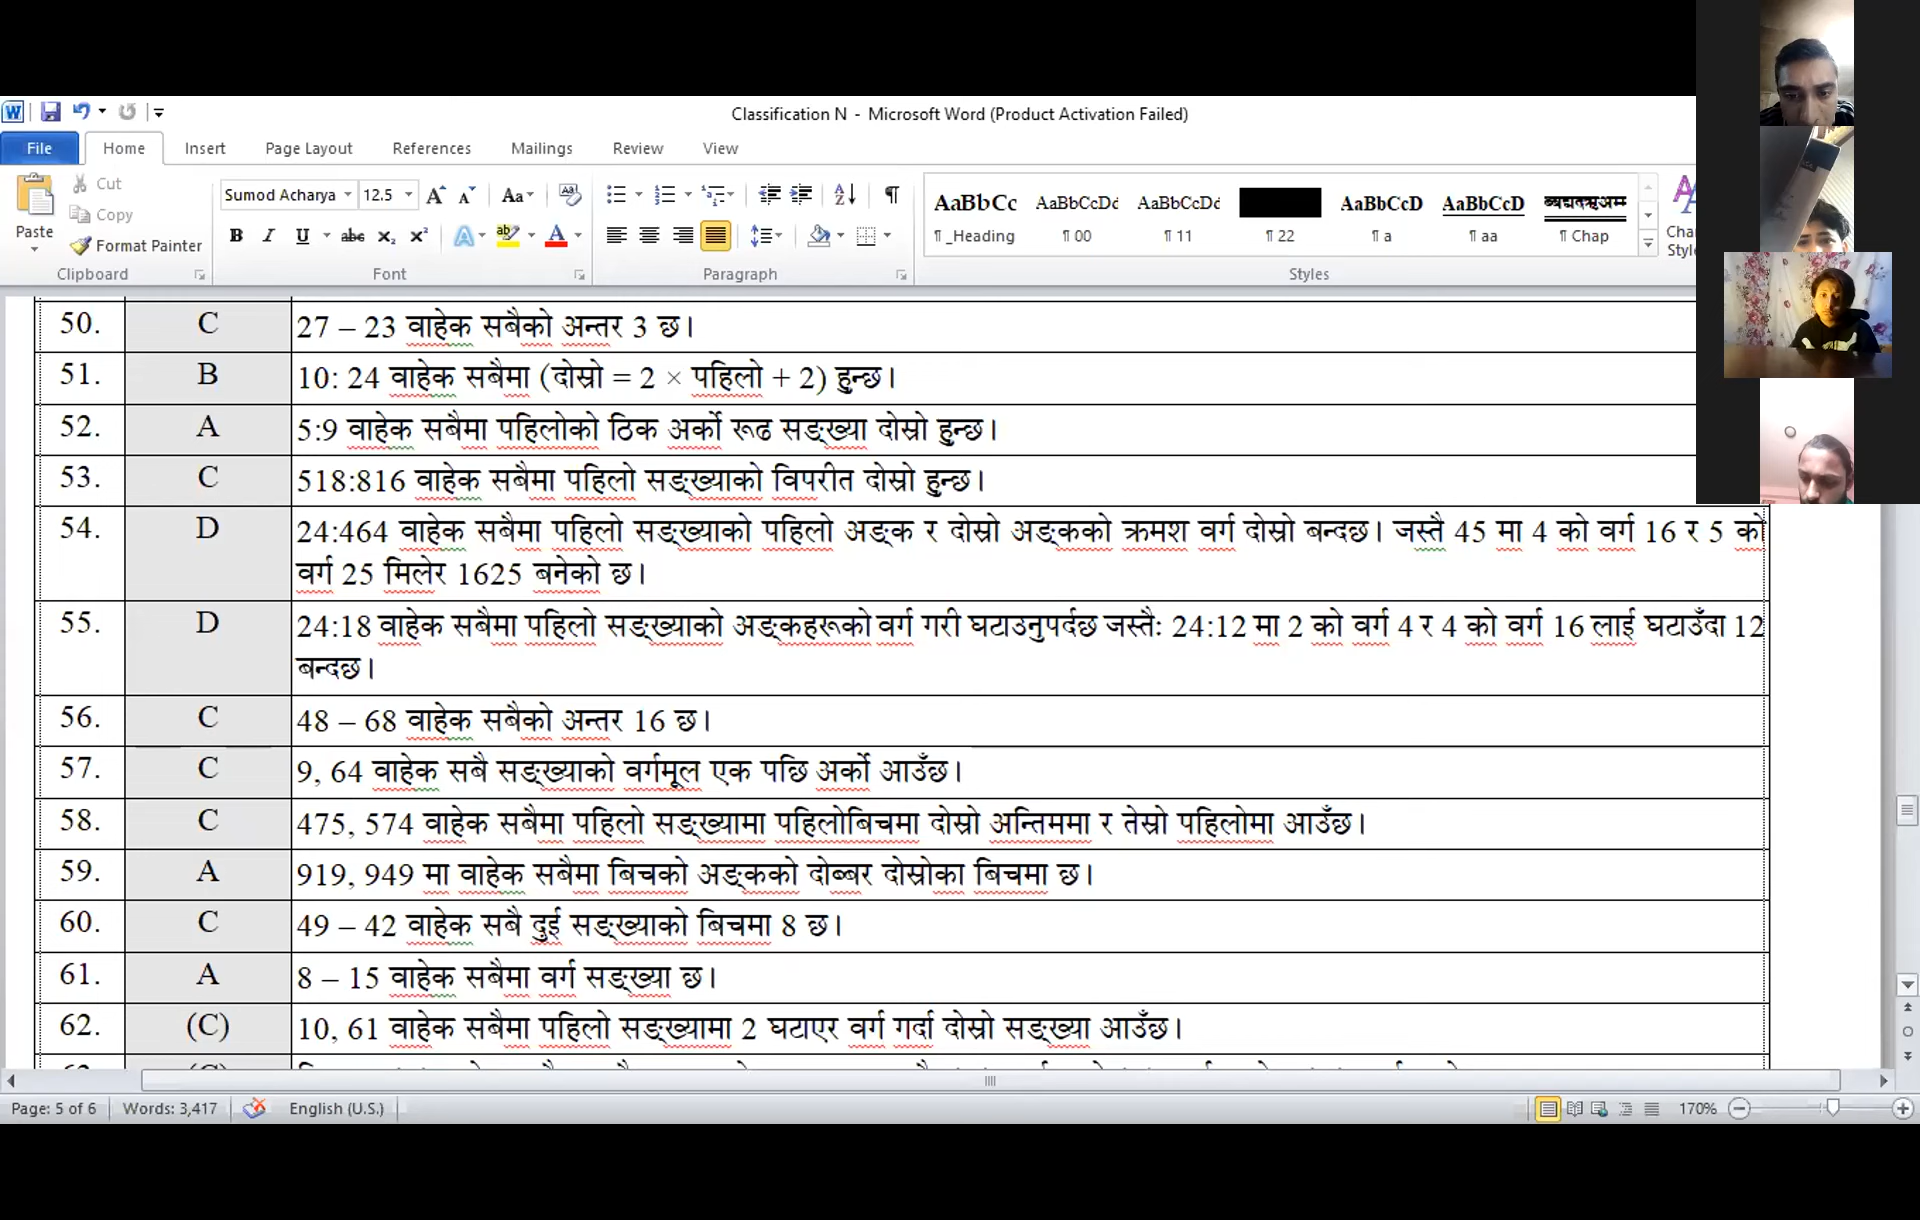 Classification N - Microsoft Word (Product Activation Failed)
File Home Insert Page Layout References Mailings Review View
Cut
Copy
Paste
Format Painter
Clipboard
Sumod Acharya 12.5
Font
Paragraph
AaBbCc AaBbCcDc AaBbCcDc AaBbCcD AaBbCcD
¶ _Heading ¶ 00 ¶ 11 ¶ 22 ¶ a ¶ aa ¶ Chap
Styles
50. C 27 – 23 वाहेक सबैको अन्तर 3 छ।
51. B 10: 24 वाहेक सबैमा (दोस्रो = 2 × पहिलो + 2) हुन्छ।
52. A 5:9 वाहेक सबैमा पहिलोको ठिक अर्को रूढ सङ्ख्या दोस्रो हुन्छ।
53. C 518:816 वाहेक सबैमा पहिलो सङ्ख्याको विपरीत दोस्रो हुन्छ।
54. D 24:464 वाहेक सबैमा पहिलो सङ्ख्याको पहिलो अङ्क र दोस्रो अङ्कको क्रमश वर्ग दोस्रो बन्दछ। जस्तै 45 मा 4 को वर्ग 16 र 5 को
वर्ग 25 मिलेर 1625 बनेको छ।
55. D 24:18 वाहेक सबैमा पहिलो सङ्ख्याको अङ्कहरूको वर्ग गरी घटाउनुपर्दछ जस्तैः 24:12 मा 2 को वर्ग 4 र 4 को वर्ग 16 लाई घटाउँदा 12
बन्दछ।
56. C 48 – 68 वाहेक सबैको अन्तर 16 छ।
57. C 9, 64 वाहेक सबै सङ्ख्याको वर्गमूल एक पछि अर्को आउँछ।
58. C 475, 574 वाहेक सबैमा पहिलो सङ्ख्यामा पहिलोबिचमा दोस्रो अन्तिममा र तेस्रो पहिलोमा आउँछ।
59. A 919, 949 मा वाहेक सबैमा बिचको अङ्कको दोब्बर दोस्रोका बिचमा छ।
60. C 49 – 42 वाहेक सबै दुई सङ्ख्याको बिचमा 8 छ।
61. A 8 – 15 वाहेक सबैमा वर्ग सङ्ख्या छ।
62. (C) 10, 61 वाहेक सबैमा पहिलो सङ्ख्यामा 2 घटाएर वर्ग गर्दा दोस्रो सङ्ख्या आउँछ।
Page: 5 of 6 Words: 3,417 English (U.S.) 170%